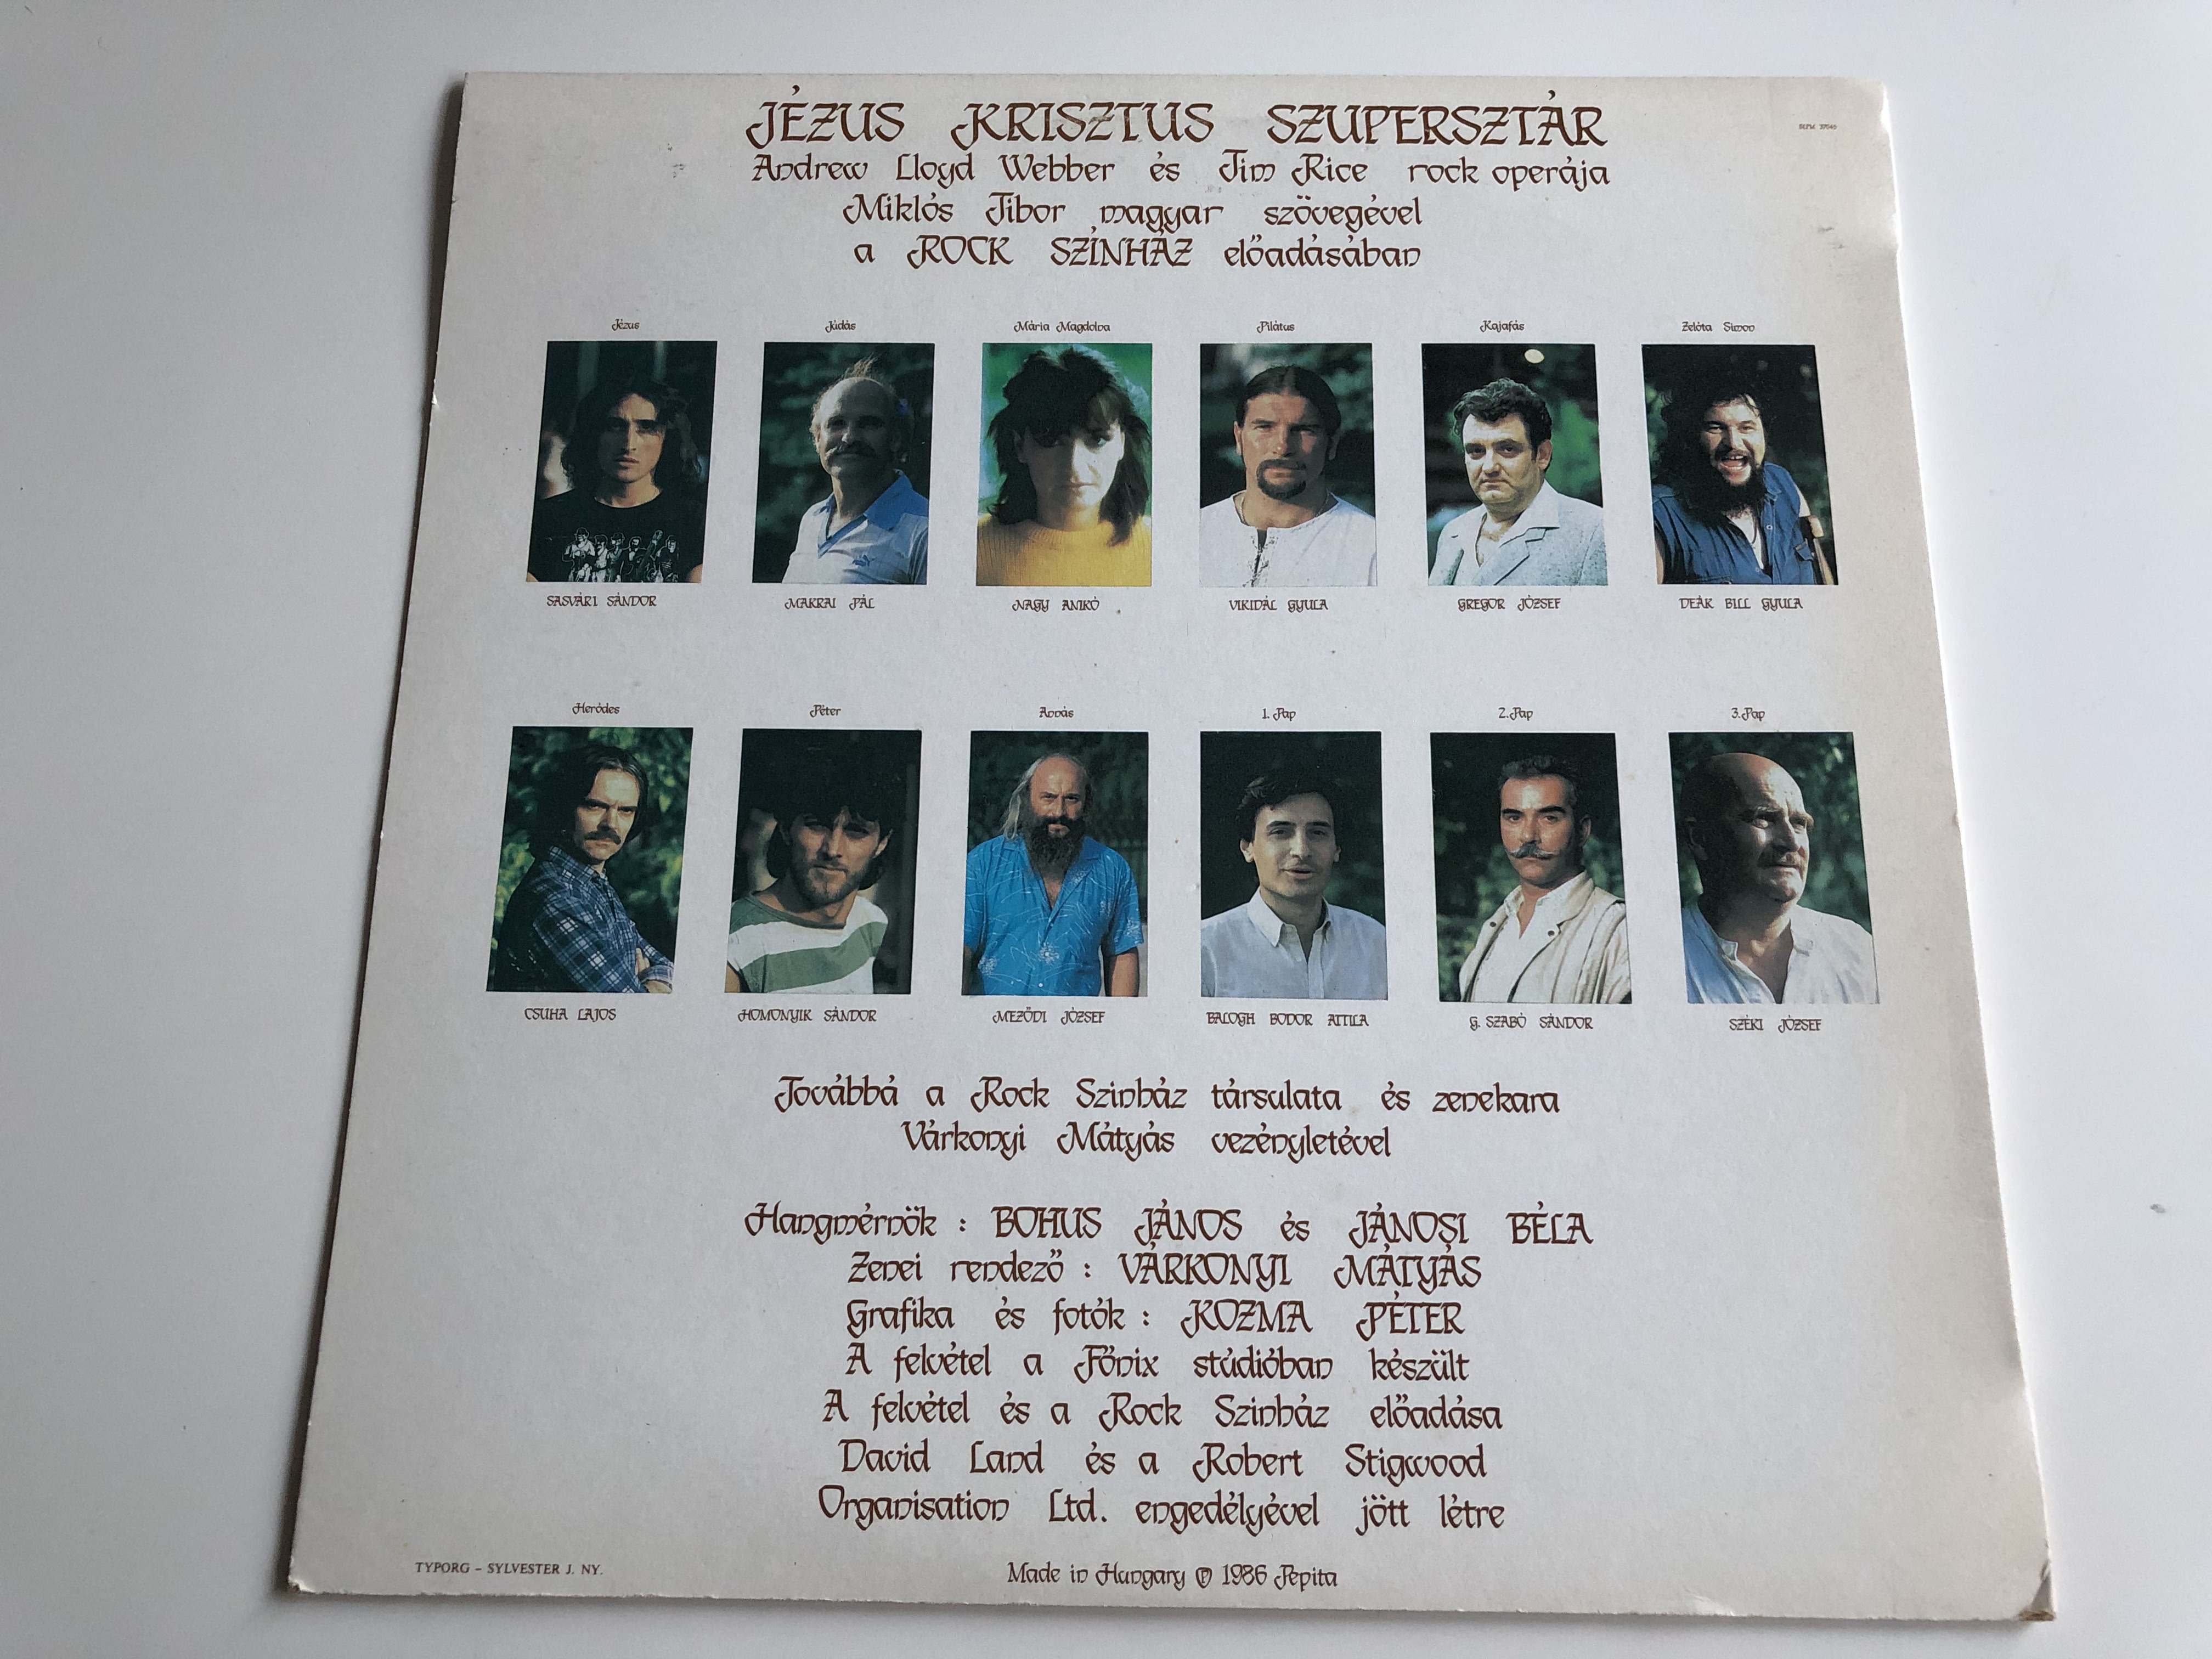 JÉZUS KRISZTUS SZUPERSZTÁR
Andrew Lloyd Webber és Tim Rice rock operája
Miklós Tibor magyar szövegével
a ROCK SZÍNHÁZ előadásában
Jézus Júdás Mária Magdolna Pilátus Kajafás Zelóta Simon
SASVÁRI SÁNDOR MAKRAI PÁL NAGY ANIKÓ VIKIDÁL GYULA GREGOR JÓZSEF DEÁK BILL GYULA
Heródes Péter Annás 1. Pap 2. Pap 3. Pap
CSUHA LAJOS HOMONYIK SÁNDOR MEZŐDI JÓZSEF BALOGH BODOR ATTILA G. SZABÓ SÁNDOR SZÉKI JÓZSEF
Továbbá a Rock Szinház társulata és zenekara
Várkonyi Mátyás vezényletével
Hangmérnök : BOHUS JÁNOS és JÁNOSI BÉLA
Zenei rendező : VÁRKONYI MÁTYÁS
Grafika és fotók : KOZMA PÉTER
A felvétel a Főnix stúdióban készült
A felvétel és a Rock Szinház előadása
David Land és a Robert Stigwood
Organisation Ltd. engedélyével jött létre
TYPORG – SYLVESTER J. NY.
Made in Hungary ℗ 1986 Pepita